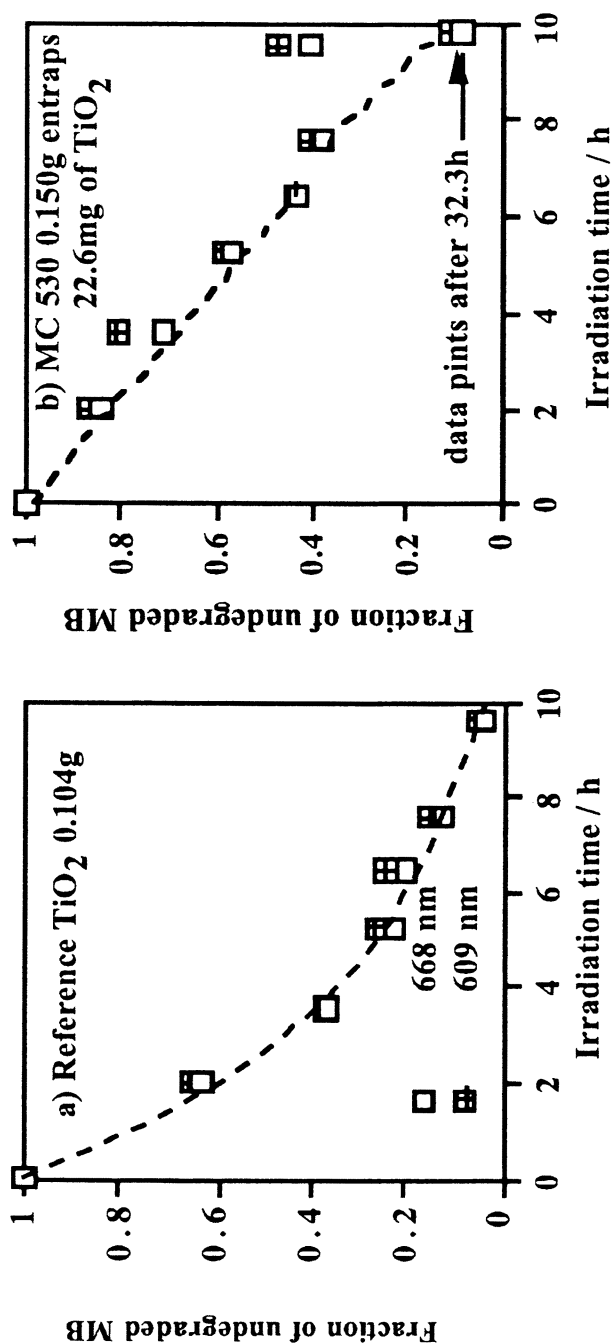 a) Reference TiO2 0.104g
Fraction of undegraded MB
1
0.8
0.6
0.4
0.2
0
668 nm
609 nm
0 2 4 6 8 10
Irradiation time / h
b) MC 530 0.150g entraps
22.6mg of TiO2
Fraction of undegraded MB
1
0.8
0.6
0.4
0.2
0
data pints after 32.3h
0 2 4 6 8 10
Irradiation time / h